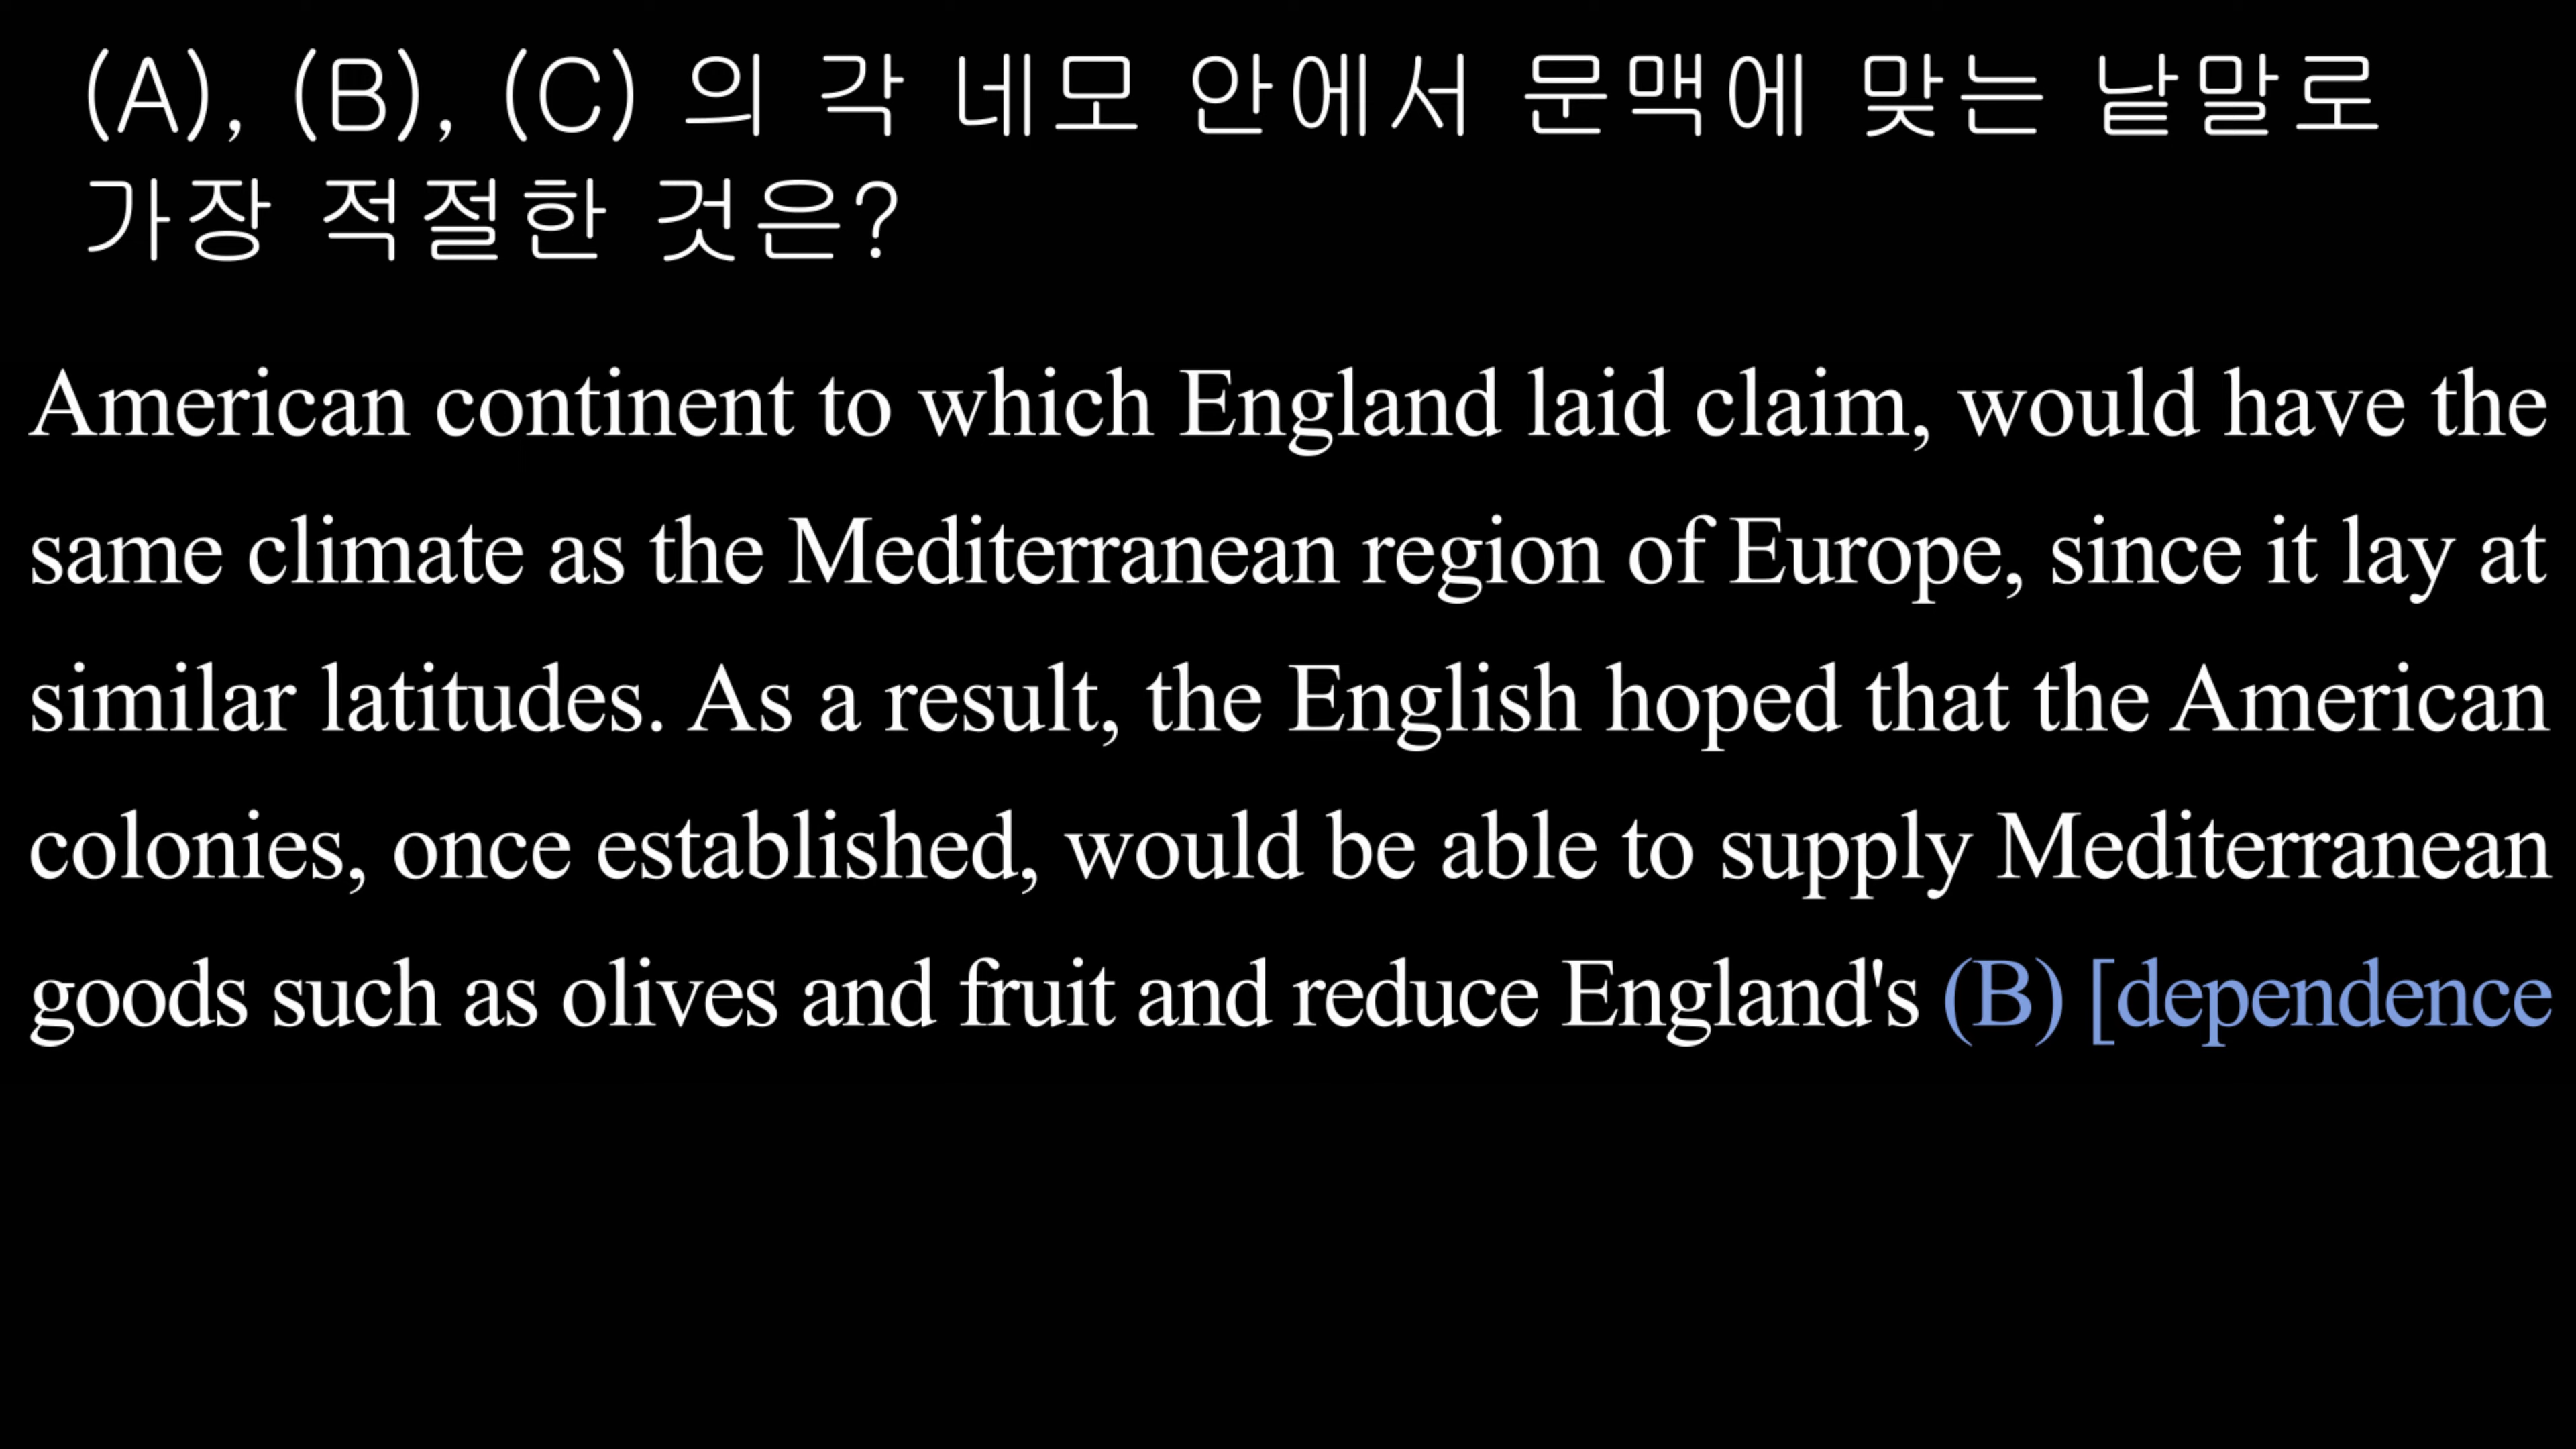 (A), (B), (C) 의 각 네모 안에서 문맥에 맞는 낱말로
가장 적절한 것은?
American continent to which England laid claim, would have the
same climate as the Mediterranean region of Europe, since it lay at
similar latitudes. As a result, the English hoped that the American
colonies, once established, would be able to supply Mediterranean
goods such as olives and fruit and reduce England's (B) [dependence